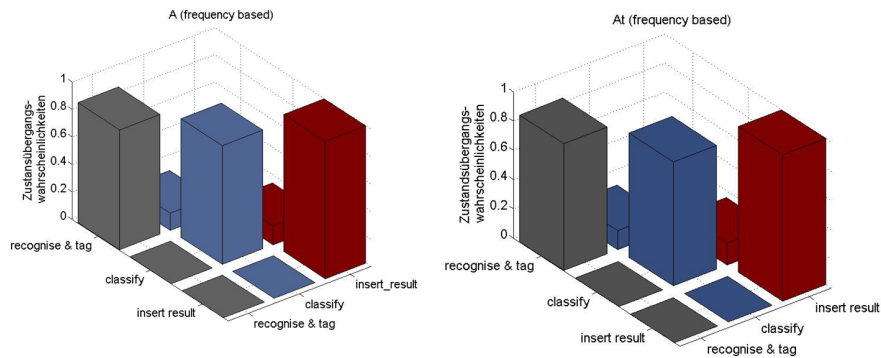 A (frequency based)
Zustansübergangs-
wahrscheinlichkeiten
1
0.8
0.6
0.4
0.2
0
recognise & tag
classify
insert result
recognise & tag
classify
insert_result
At (frequency based)
Zustandsübergangs-
wahrscheinlichkeiten
1
0.8
0.6
0.4
0.2
0
recognise & tag
classify
insert result
recognise & tag
classify
insert result